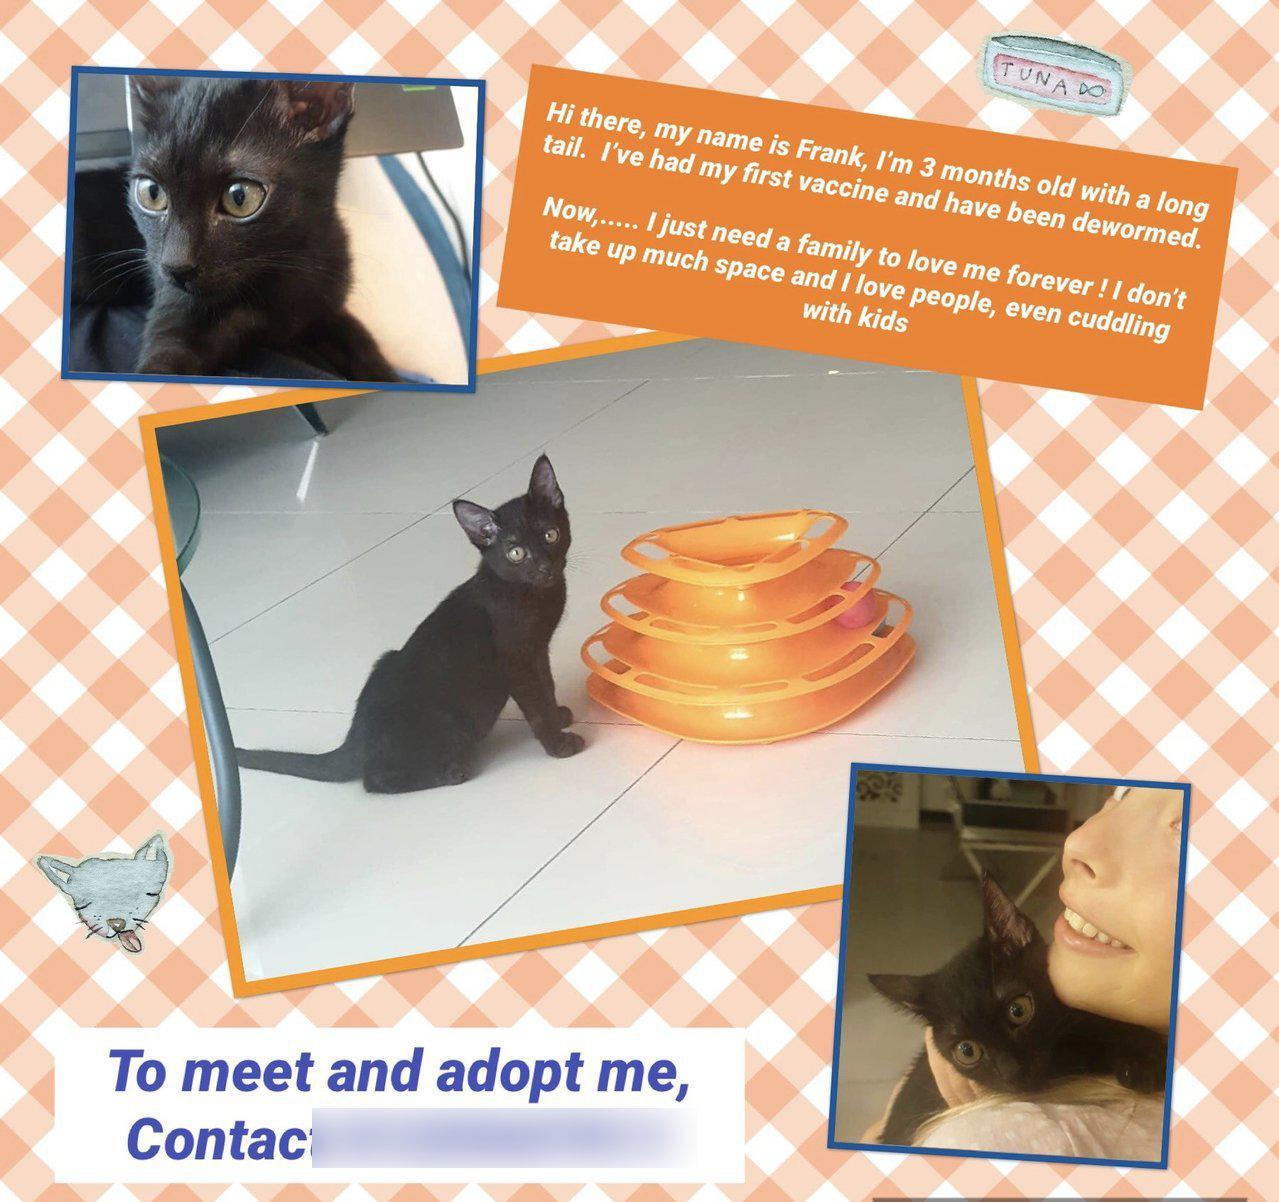 TUNA
Hi there, my name is Frank, I'm 3 months old with a long
tail. I've had my first vaccine and have been dewormed.
Now,..... I just need a family to love me forever ! I don't
take up much space and I love people, even cuddling
with kids
To meet and adopt me,
Contact